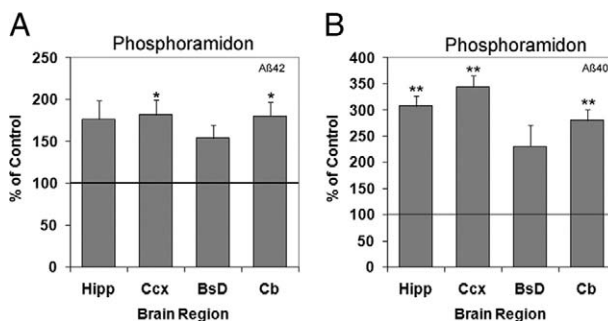 A
Phosphoramidon
Aß42
% of Control
250
200
150
100
50
0
*
*
Hipp Ccx BsD Cb
Brain Region
B
Phosphoramidon
Aß40
% of Control
400
350
300
250
200
150
100
50
0
**
**
**
Hipp Ccx BsD Cb
Brain Region